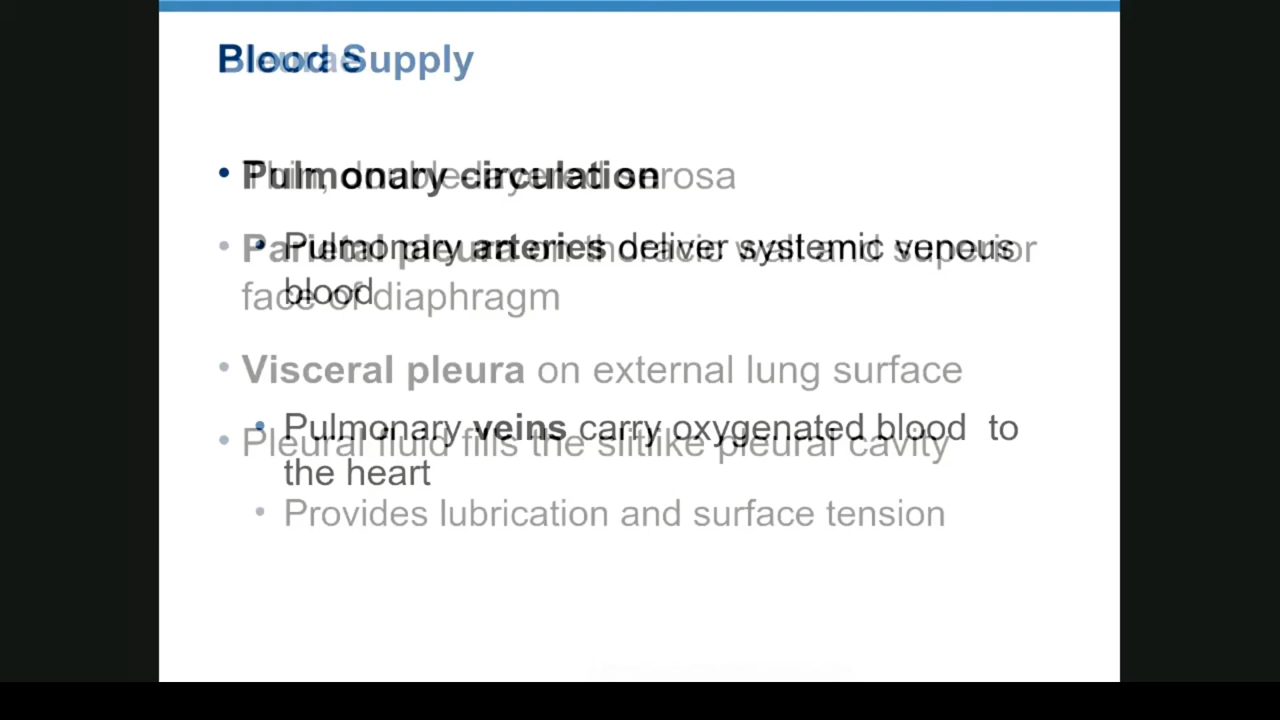 Blood Supply
Pleurae
• Pulmonary circulation
Thin, double-layered serosa
• Pulmonary arteries deliver systemic venous
blood
• Parietal pleura on thoracic wall and superior
face of diaphragm
• Visceral pleura on external lung surface
• Pulmonary veins carry oxygenated blood to
the heart
• Pleural fluid fills the slitlike pleural cavity
• Provides lubrication and surface tension